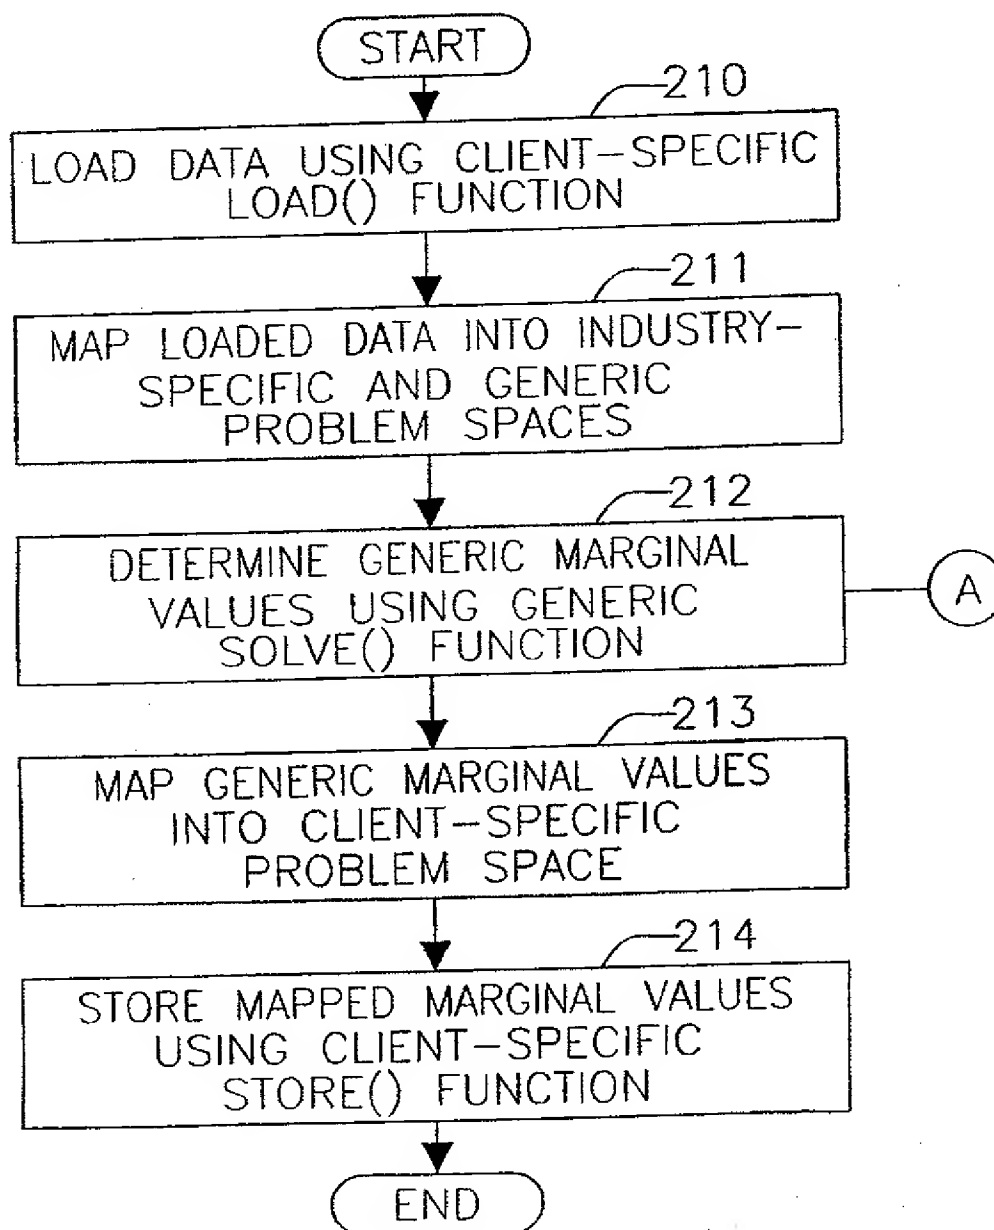 START
210
LOAD DATA USING CLIENT-SPECIFIC
LOAD() FUNCTION
211
MAP LOADED DATA INTO INDUSTRY-
SPECIFIC AND GENERIC
PROBLEM SPACES
212
DETERMINE GENERIC MARGINAL
VALUES USING GENERIC
SOLVE() FUNCTION
A
213
MAP GENERIC MARGINAL VALUES
INTO CLIENT-SPECIFIC
PROBLEM SPACE
214
STORE MAPPED MARGINAL VALUES
USING CLIENT-SPECIFIC
STORE() FUNCTION
END